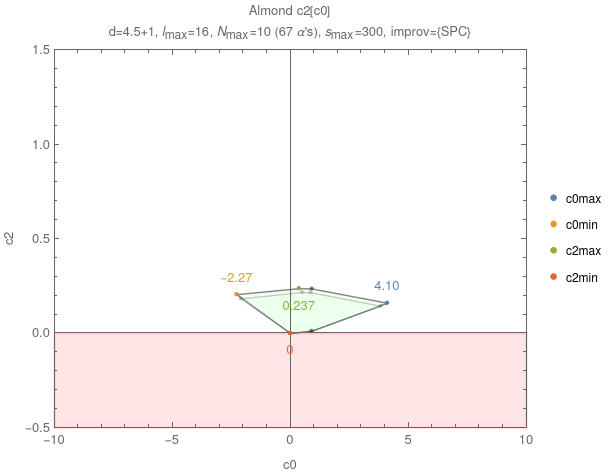 Almond c2[c0]
d=4.5+1, lmax=16, Nmax=10 (67 α's), smax=300, improv={SPC}
1.5
1.0
0.5
0.0
-0.5
c2
−2.27
4.10
0.237
0
−10
−5
0
5
10
c0
c0max
c0min
c2max
c2min